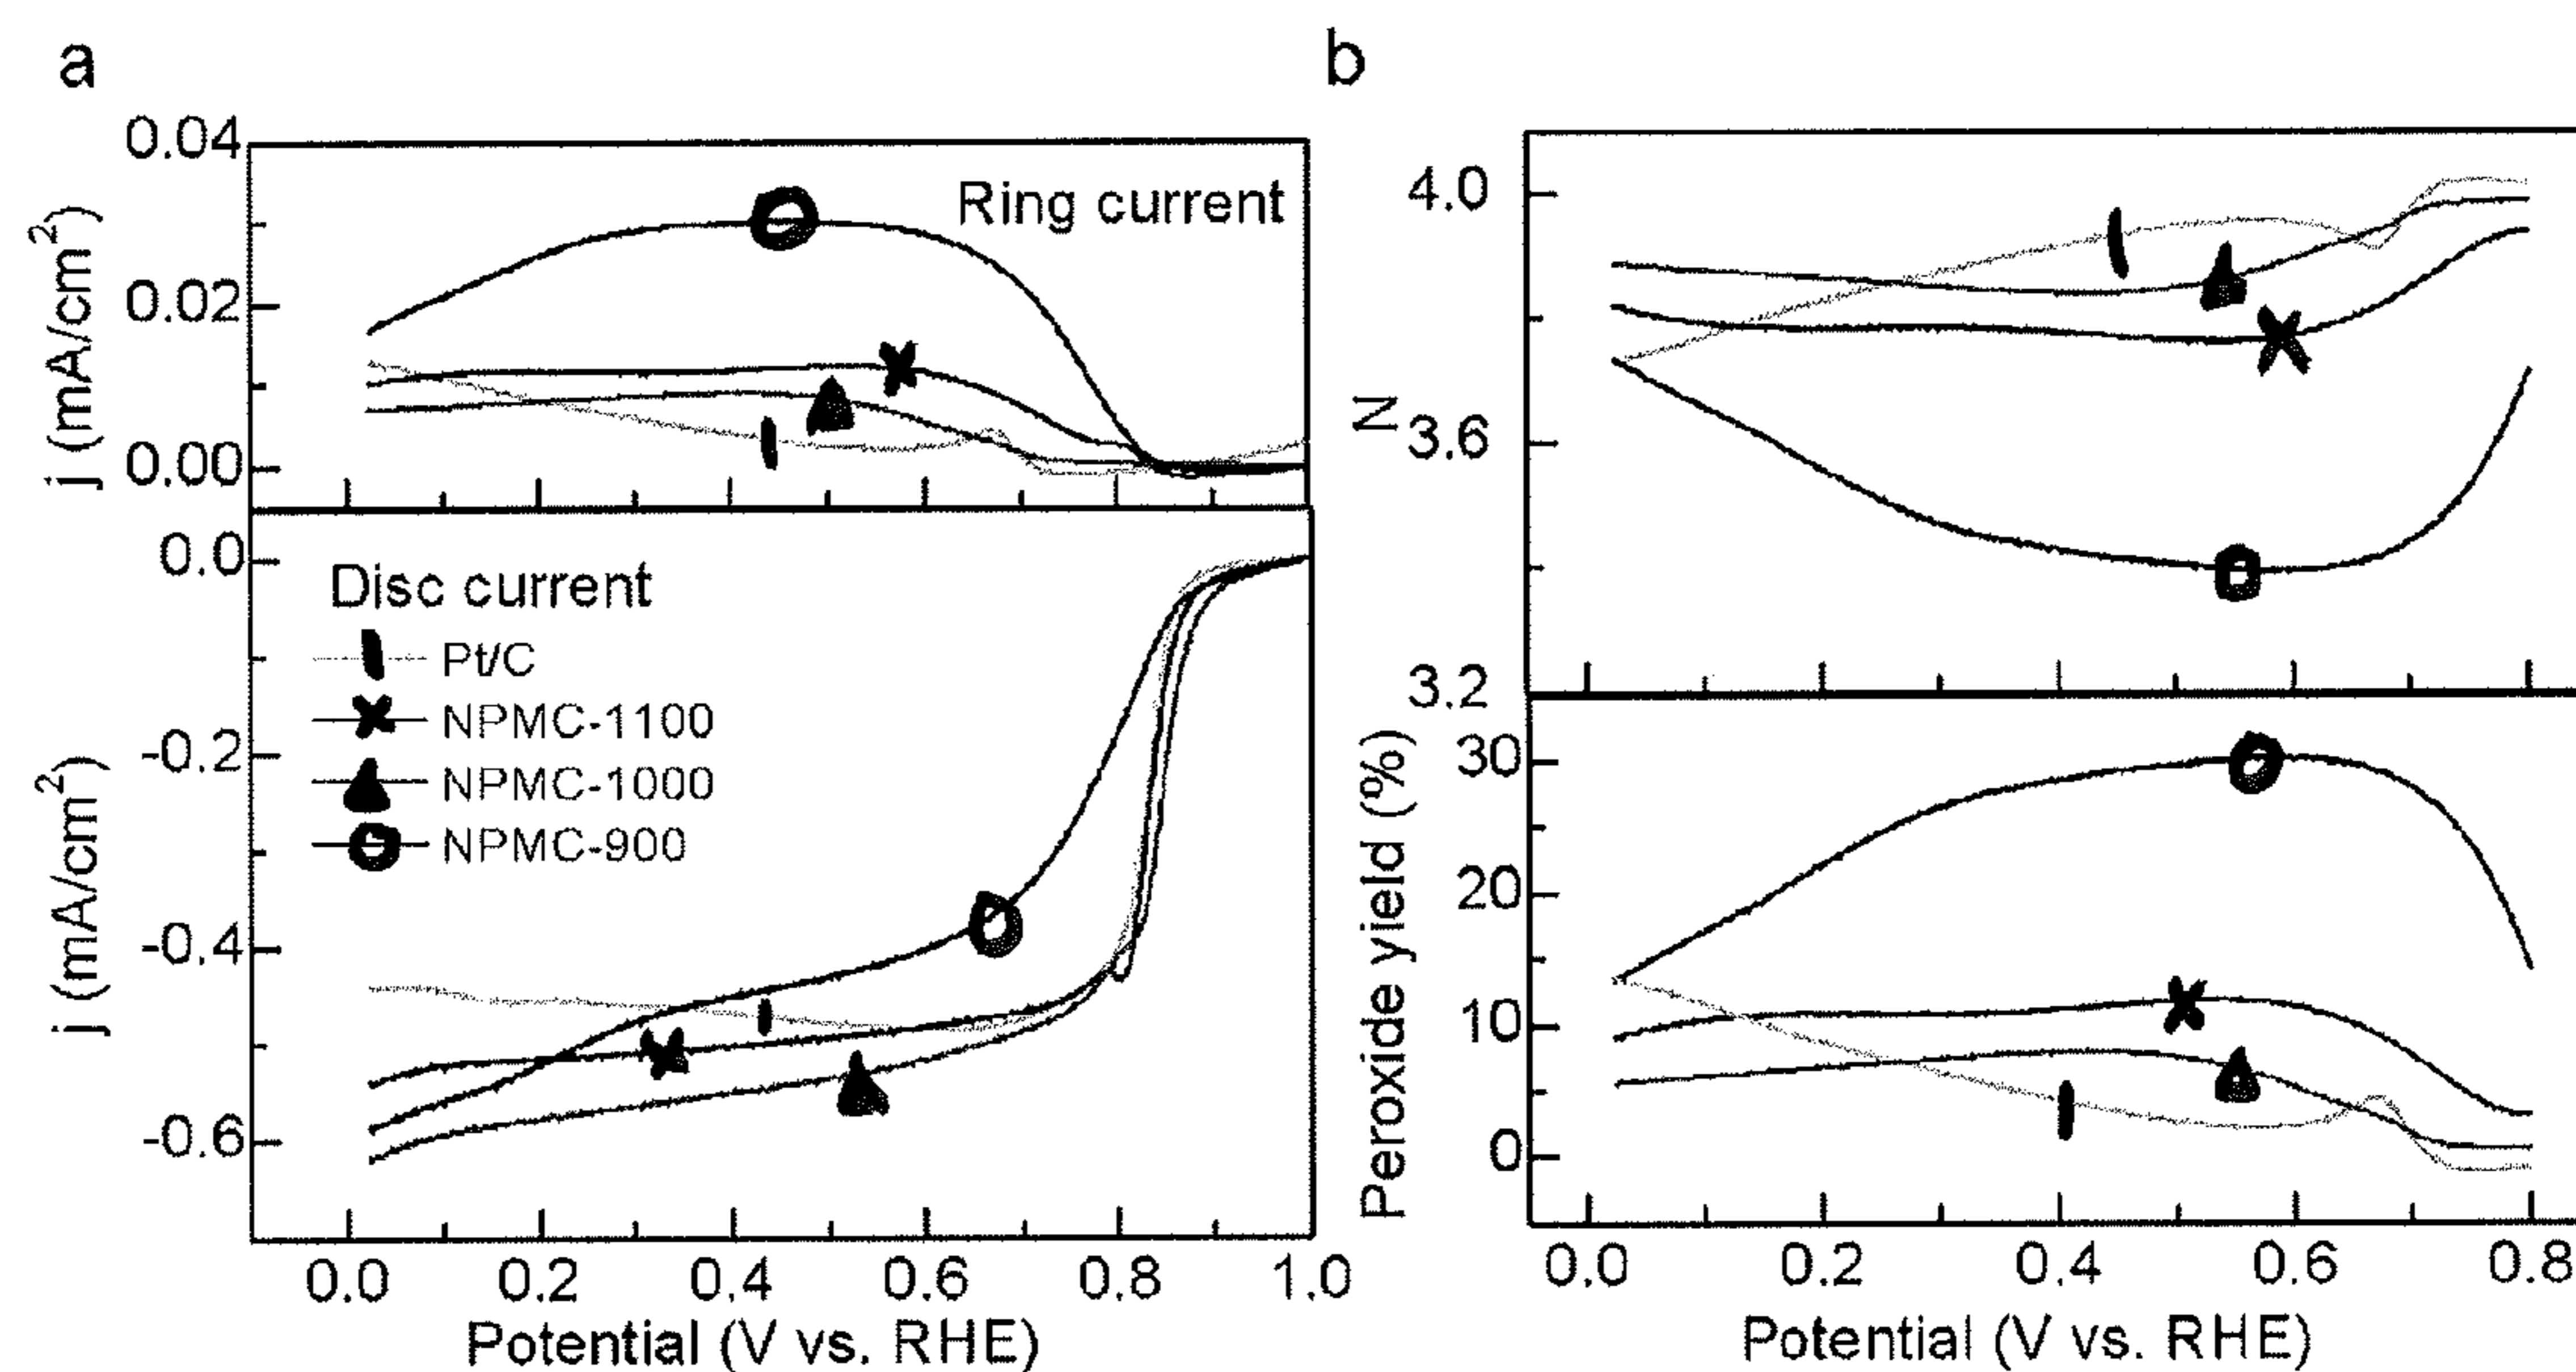 a
0.04
0.02
0.00
j (mA/cm²)
Ring current
0.0
-0.2
-0.4
-0.6
j (mA/cm²)
Disc current
Pt/C
NPMC-1100
NPMC-1000
NPMC-900
0.0 0.2 0.4 0.6 0.8 1.0
Potential (V vs. RHE)
b
4.0
3.6
3.2
N
30
20
10
0
Peroxide yield (%)
0.0 0.2 0.4 0.6 0.8
Potential (V vs. RHE)